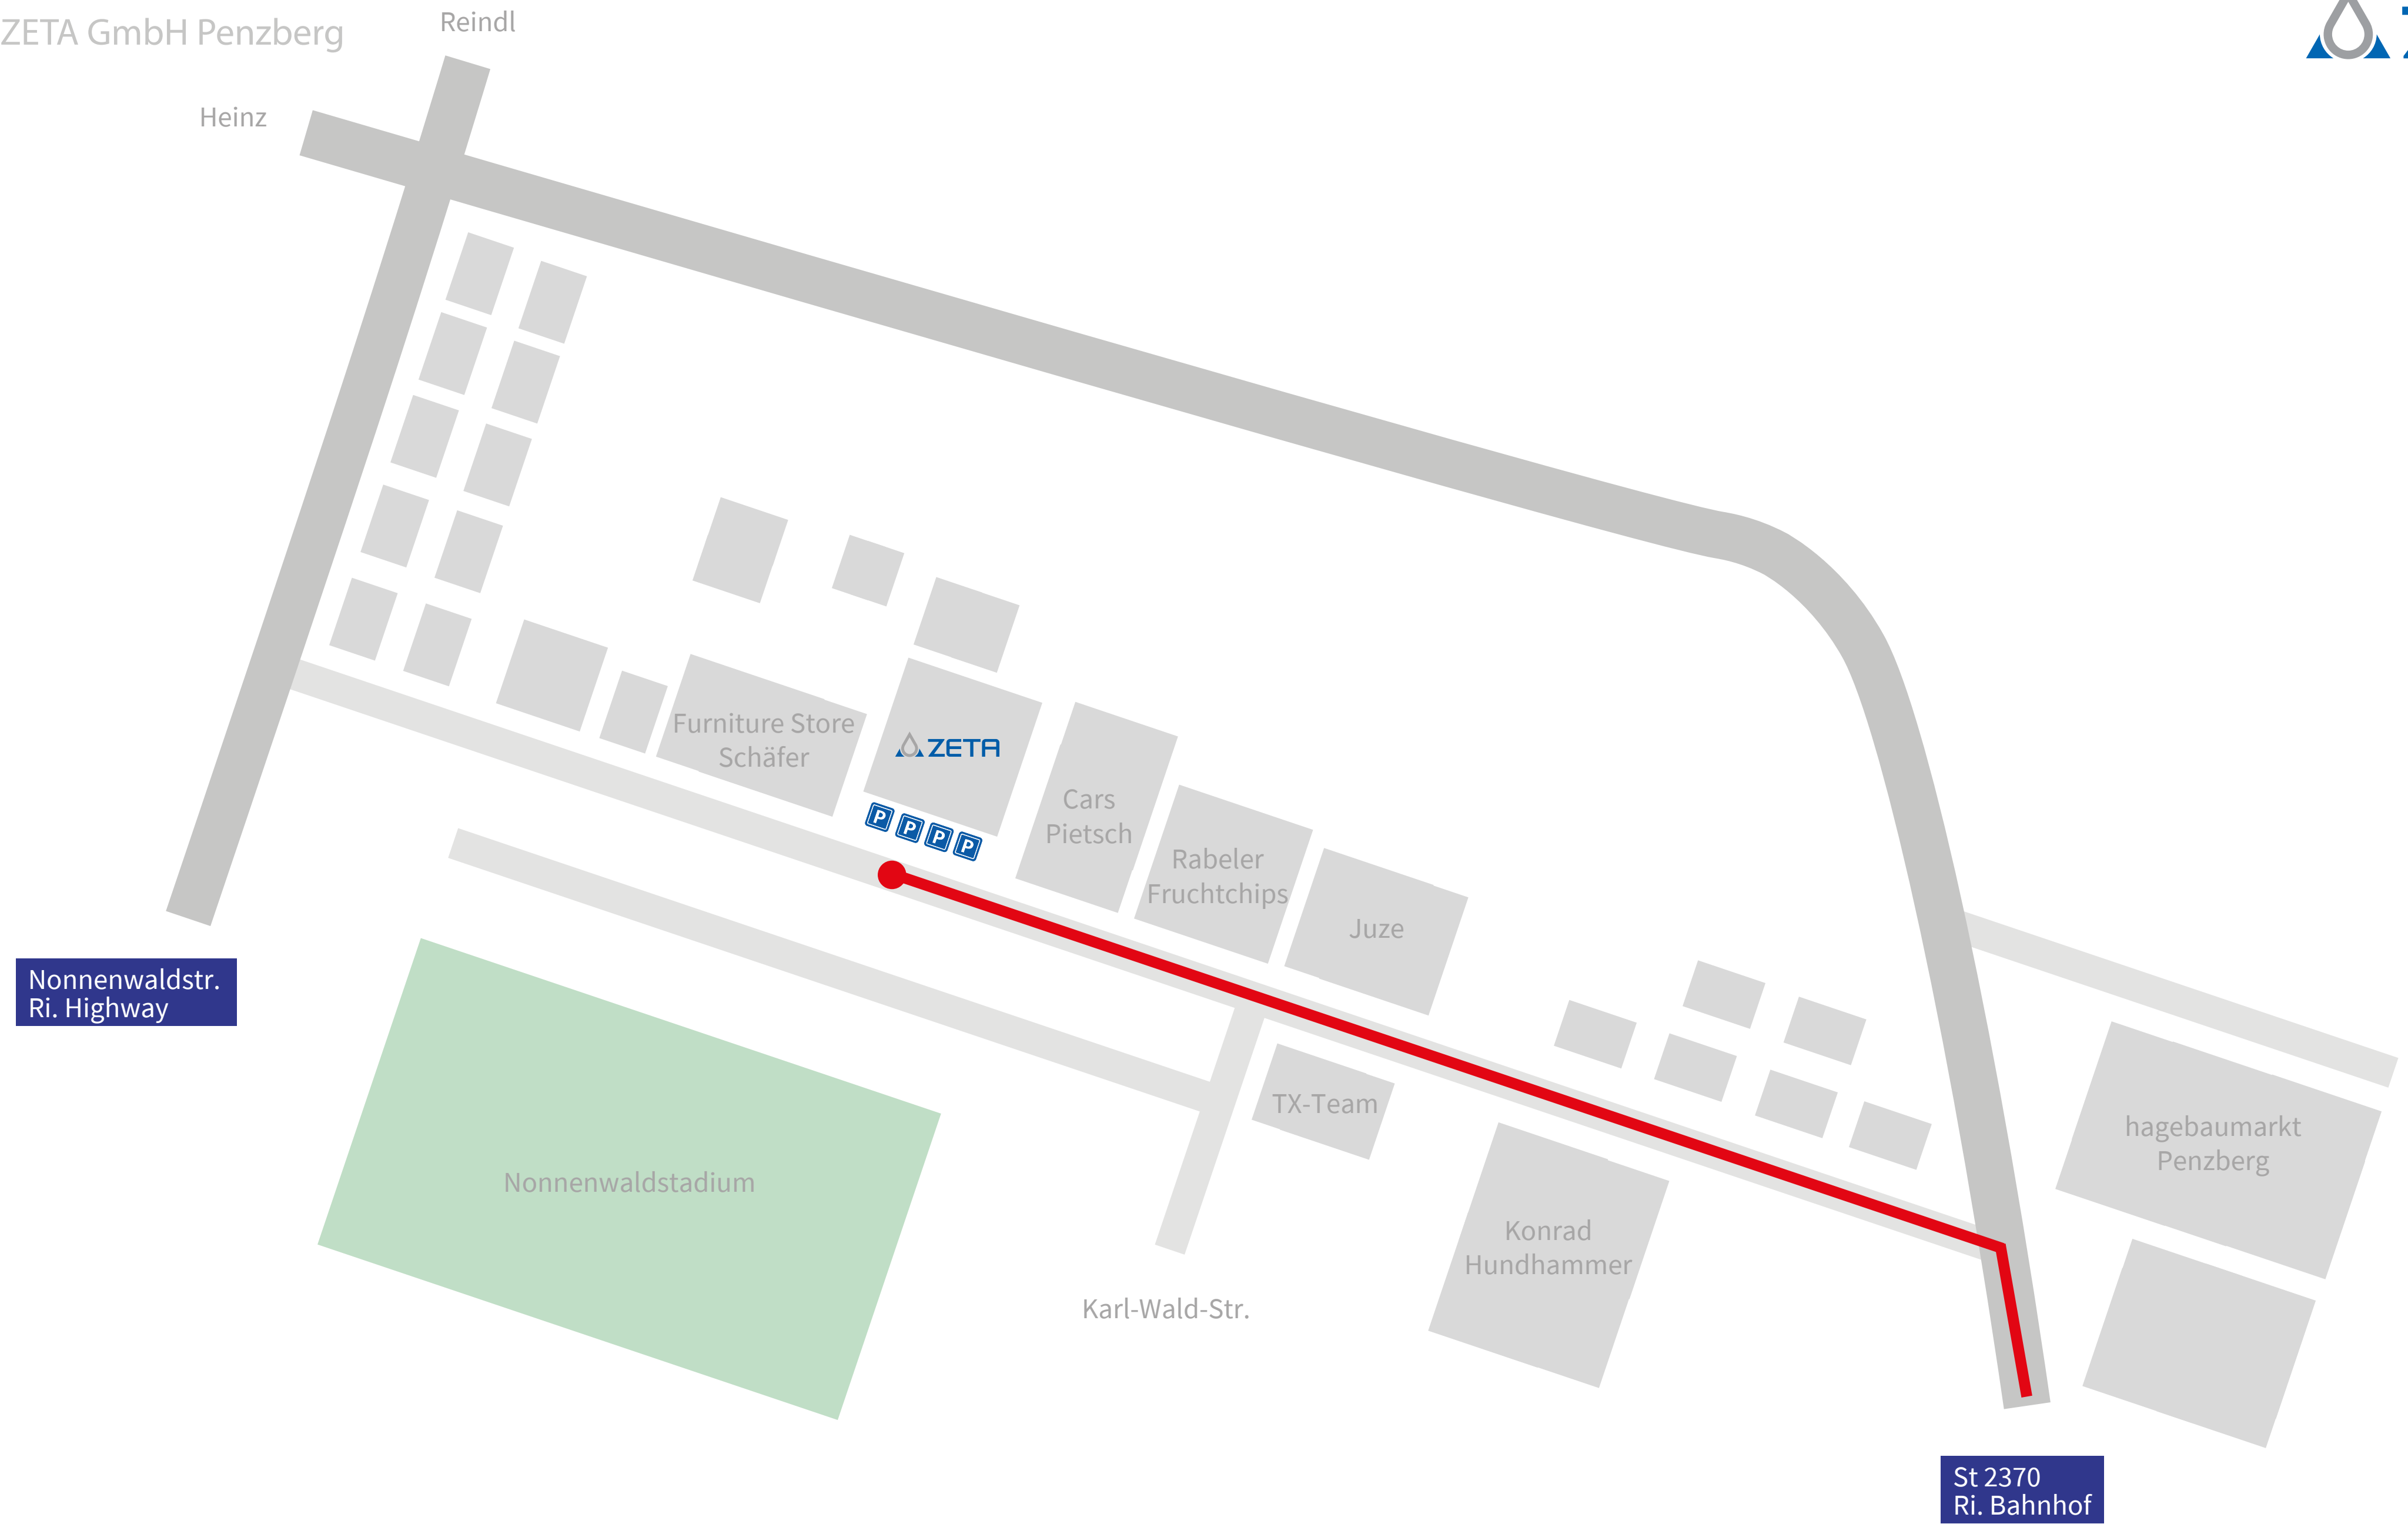 ZETA GmbH Penzberg
Reindl
Heinz
Furniture Store
Schäfer
ZETA
P P P P
Cars
Pietsch
Rabeler
Fruchtchips
Juze
Nonnenwaldstr.
Ri. Highway
TX-Team
hagebaumarkt
Penzberg
Nonnenwaldstadium
Konrad
Hundhammer
Karl-Wald-Str.
St 2370
Ri. Bahnhof